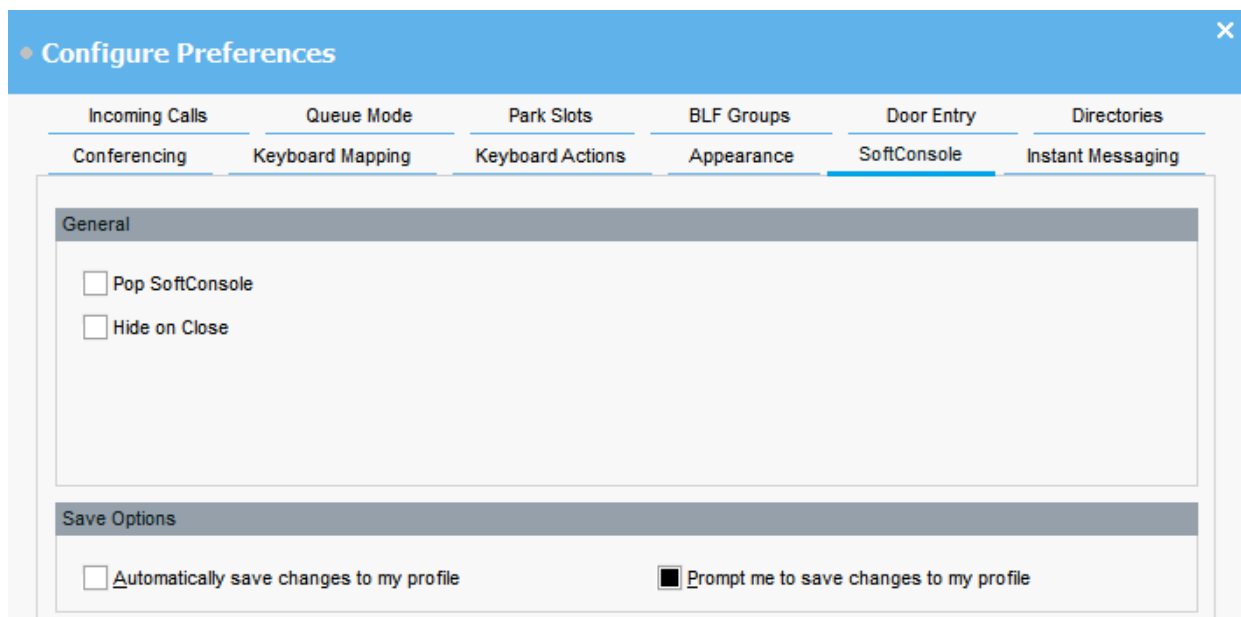 Configure Preferences
Incoming Calls Queue Mode Park Slots BLF Groups Door Entry Directories
Conferencing Keyboard Mapping Keyboard Actions Appearance SoftConsole Instant Messaging
General
Pop SoftConsole
Hide on Close
Save Options
Automatically save changes to my profile Prompt me to save changes to my profile